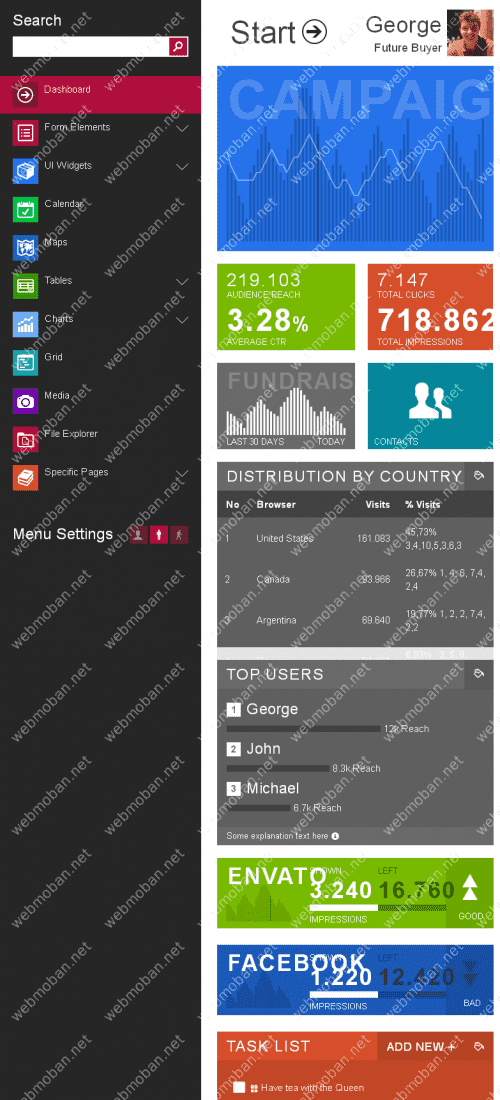 Search
Dashboard
Form Elements
UI Widgets
Calendar
Maps
Tables
Charts
Grid
Media
File Explorer
Specific Pages
Menu Settings
Start
George
Future Buyer
CAMPAIG
219.103
AUDIENCE REACH
3.28%
AVERAGE CTR
7.147
TOTAL CLICKS
718.862
TOTAL IMPRESSIONS
FUNDRAIS
LAST 30 DAYS TODAY
CONTACTS
DISTRIBUTION BY COUNTRY
No Browser Visits % Visits
1 United States 161.083 45,73%
3,4,10,5,3,6,3
2 Canada 93.966 26,67% 1, 4, 6, 7,4,
2,4
3 Argentina 69.640 19,77% 1, 2, 2, 7,4,
2,2
TOP USERS
1 George
12k Reach
2 John
8.3k Reach
3 Michael
6.7k Reach
Some explanation text here
ENVATO
SHOWN LEFT
3.240 16.760
IMPRESSIONS
GOOD
FACEBOOK
SHOWN LEFT
1.220 12.420
IMPRESSIONS
BAD
TASK LIST ADD NEW +
Have tea with the Queen
webmoban.net